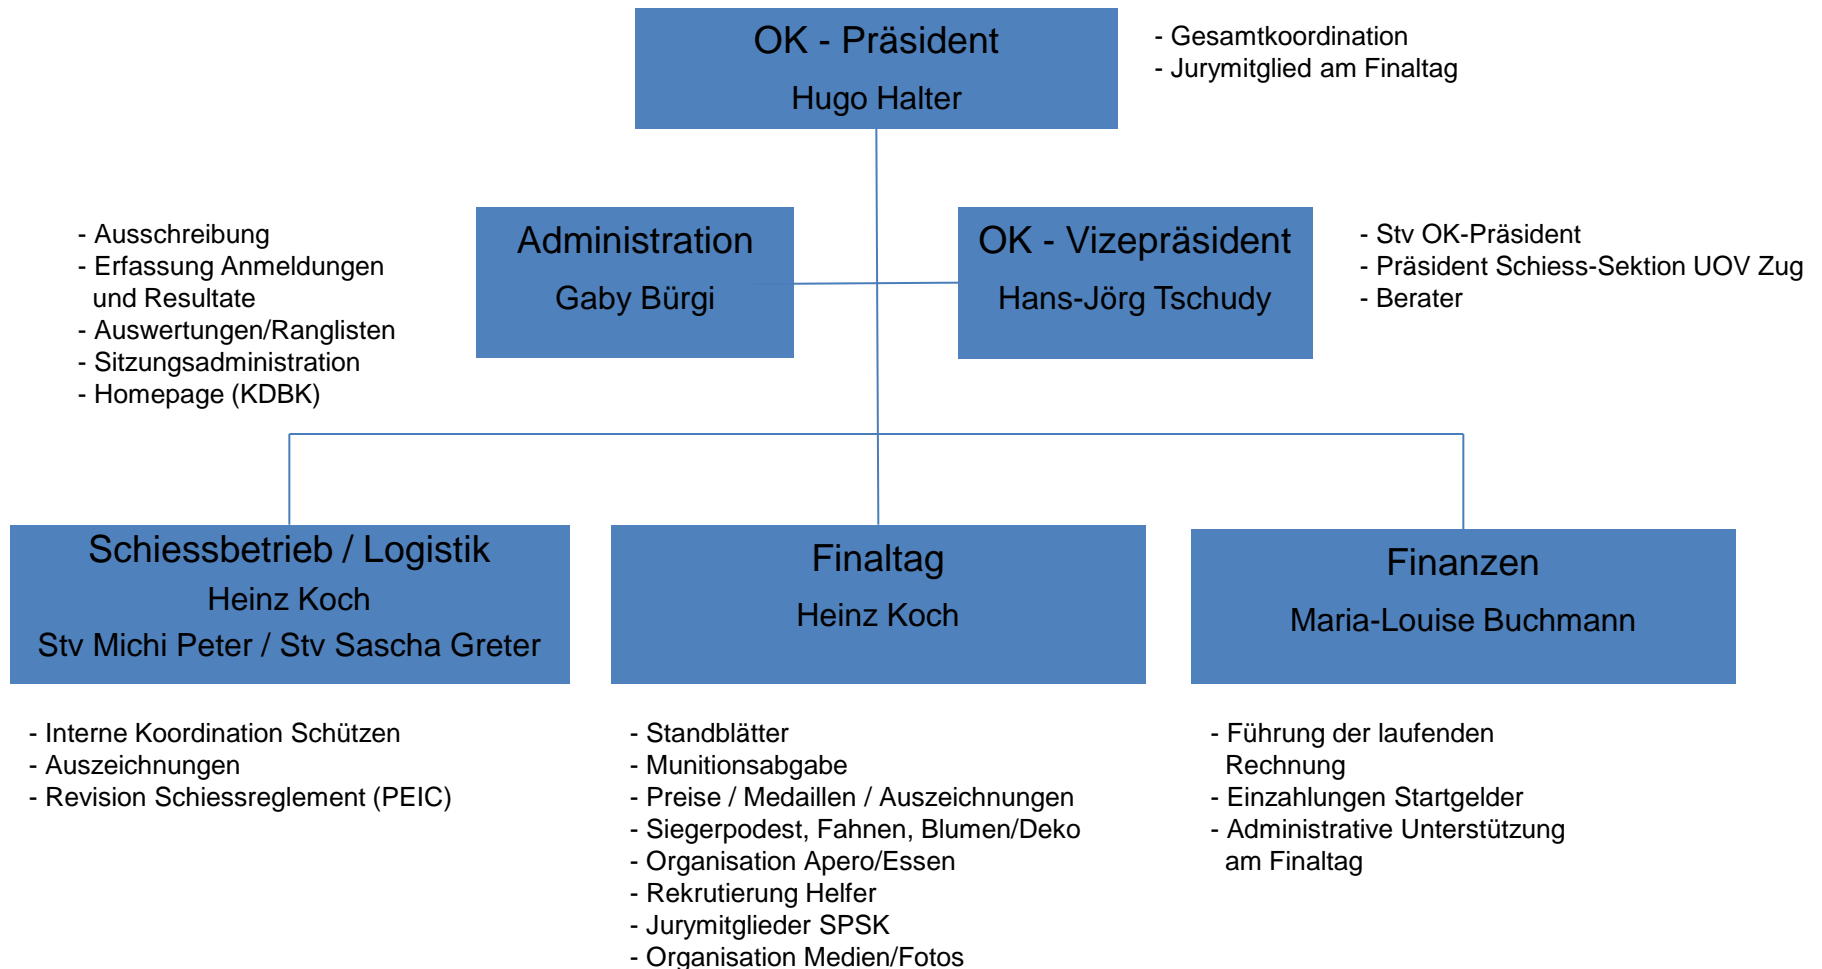 OK - Präsident
Hugo Halter
- Gesamtkoordination
- Jurymitglied am Finaltag
- Ausschreibung
- Erfassung Anmeldungen
und Resultate
- Auswertungen/Ranglisten
- Sitzungsadministration
- Homepage (KDBK)
Administration
Gaby Bürgi
OK - Vizepräsident
Hans-Jörg Tschudy
- Stv OK-Präsident
- Präsident Schiess-Sektion UOV Zug
- Berater
Schiessbetrieb / Logistik
Heinz Koch
Stv Michi Peter / Stv Sascha Greter
- Interne Koordination Schützen
- Auszeichnungen
- Revision Schiessreglement (PEIC)
Finaltag
Heinz Koch
- Standblätter
- Munitionsabgabe
- Preise / Medaillen / Auszeichnungen
- Siegerpodest, Fahnen, Blumen/Deko
- Organisation Apero/Essen
- Rekrutierung Helfer
- Jurymitglieder SPSK
- Organisation Medien/Fotos
Finanzen
Maria-Louise Buchmann
- Führung der laufenden
Rechnung
- Einzahlungen Startgelder
- Administrative Unterstützung
am Finaltag